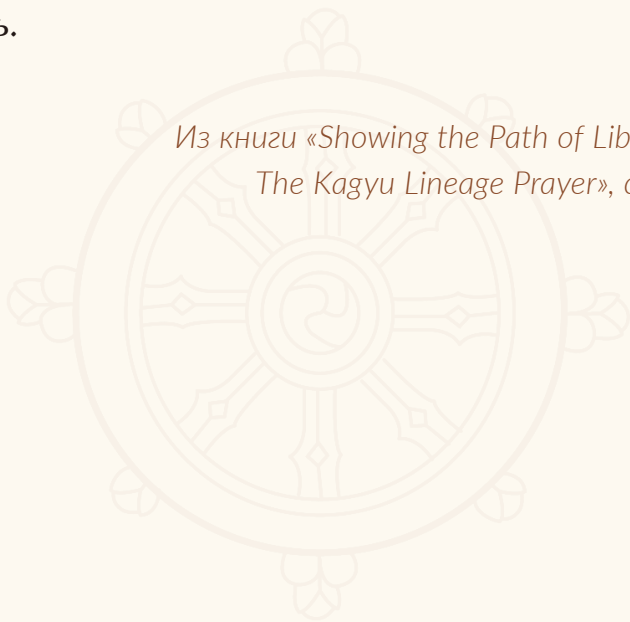 ь.
Из книги «Showing the Path of Lib
The Kagyu Lineage Prayer»,